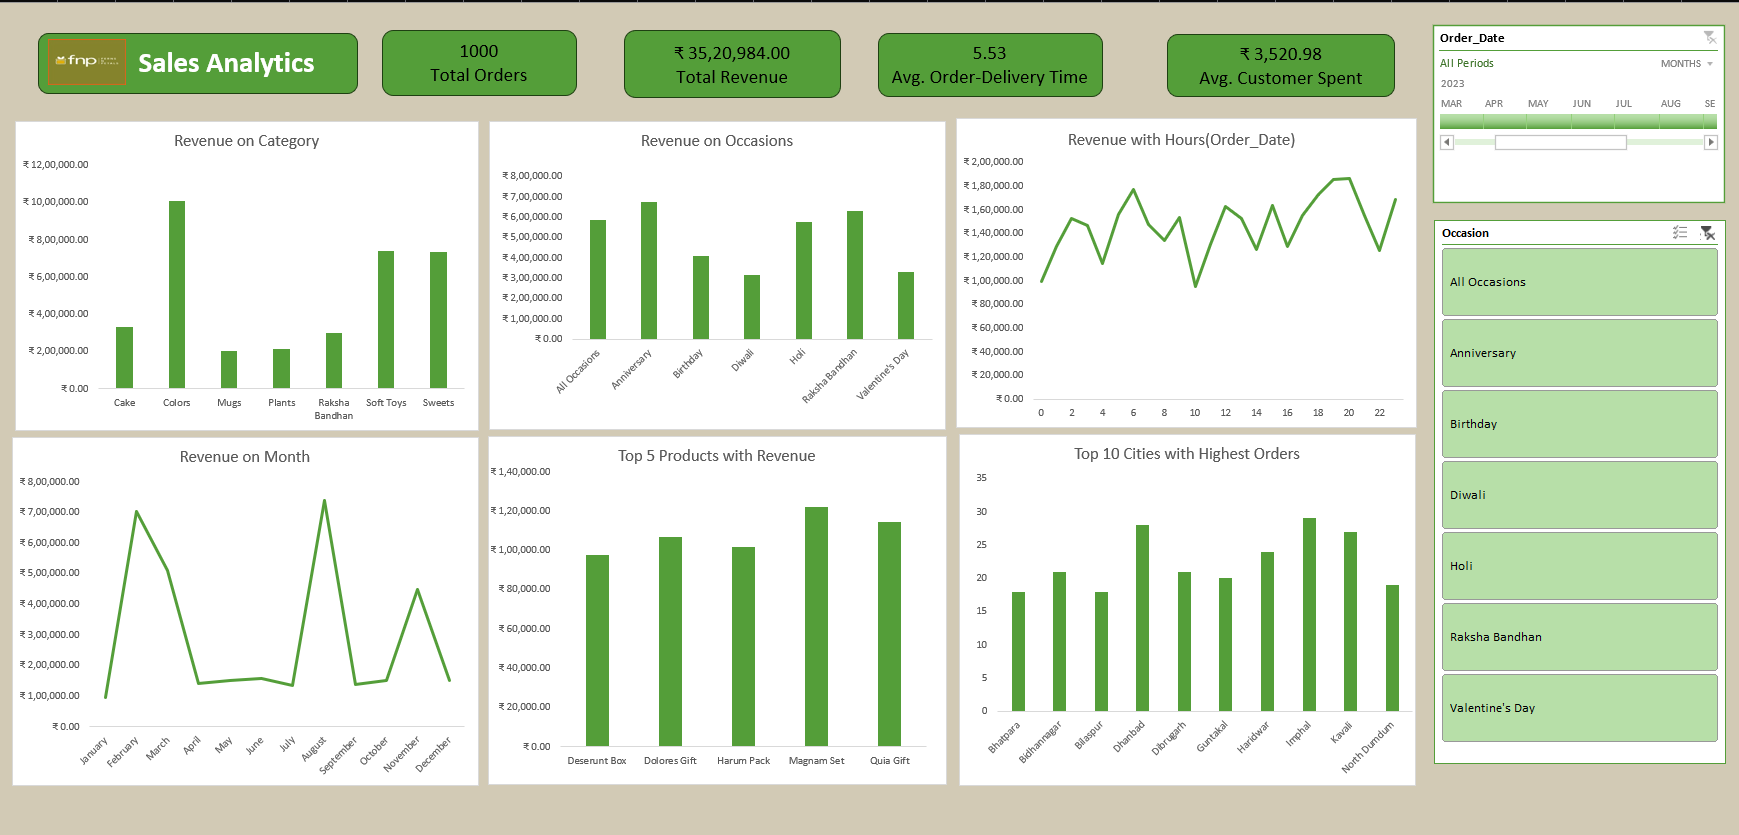 fnp
Sales Analytics
1000
Total Orders
₹ 35,20,984.00
Total Revenue
5.53
Avg. Order-Delivery Time
₹ 3,520.98
Avg. Customer Spent
Order_Date
All Periods
MONTHS
2023
MAR APR MAY JUN JUL AUG SE
Revenue on Category
₹ 12,00,000.00
₹ 10,00,000.00
₹ 8,00,000.00
₹ 6,00,000.00
₹ 4,00,000.00
₹ 2,00,000.00
₹ 0.00
Cake Colors Mugs Plants Raksha Bandhan Soft Toys Sweets
Revenue on Occasions
₹ 8,00,000.00
₹ 7,00,000.00
₹ 6,00,000.00
₹ 5,00,000.00
₹ 4,00,000.00
₹ 3,00,000.00
₹ 2,00,000.00
₹ 1,00,000.00
₹ 0.00
All Occasions Anniversary Birthday Diwali Holi Raksha Bandhan Valentine's Day
Revenue with Hours(Order_Date)
₹ 2,00,000.00
₹ 1,80,000.00
₹ 1,60,000.00
₹ 1,40,000.00
₹ 1,20,000.00
₹ 1,00,000.00
₹ 80,000.00
₹ 60,000.00
₹ 40,000.00
₹ 20,000.00
₹ 0.00
0 2 4 6 8 10 12 14 16 18 20 22
Occasion
All Occasions
Anniversary
Birthday
Diwali
Holi
Raksha Bandhan
Valentine's Day
Revenue on Month
₹ 8,00,000.00
₹ 7,00,000.00
₹ 6,00,000.00
₹ 5,00,000.00
₹ 4,00,000.00
₹ 3,00,000.00
₹ 2,00,000.00
₹ 1,00,000.00
₹ 0.00
January February March April May June July August September October November December
Top 5 Products with Revenue
₹ 1,40,000.00
₹ 1,20,000.00
₹ 1,00,000.00
₹ 80,000.00
₹ 60,000.00
₹ 40,000.00
₹ 20,000.00
₹ 0.00
Deserunt Box Dolores Gift Harum Pack Magnam Set Quia Gift
Top 10 Cities with Highest Orders
35
30
25
20
15
10
5
0
Bhatpara Bidhannagar Bilaspur Dhanbad Dibrugarh Guntakal Haridwar Imphal Kavali North Dumdum